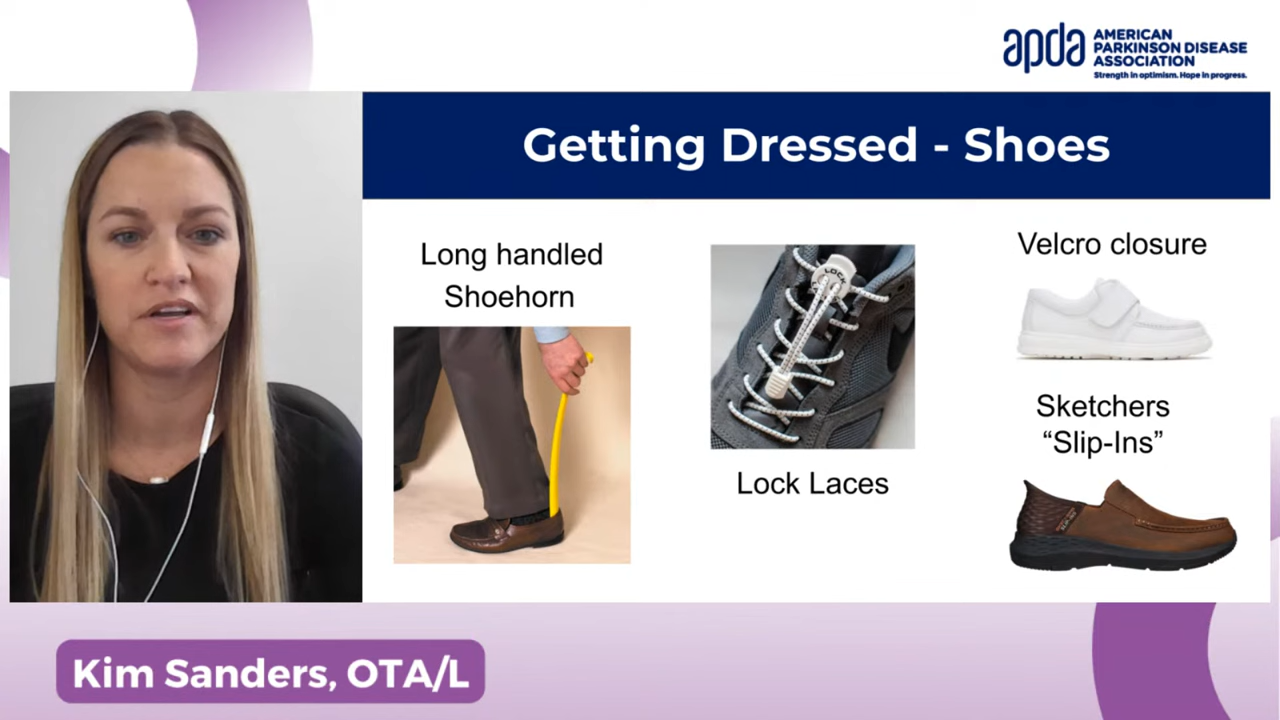 apda
AMERICAN
PARKINSON DISEASE
ASSOCIATION
Strength in optimism. Hope in progress.
Getting Dressed - Shoes
Long handled
Shoehorn
LOCK
Lock Laces
Velcro closure
Sketchers
“Slip-Ins”
Kim Sanders, OTA/L